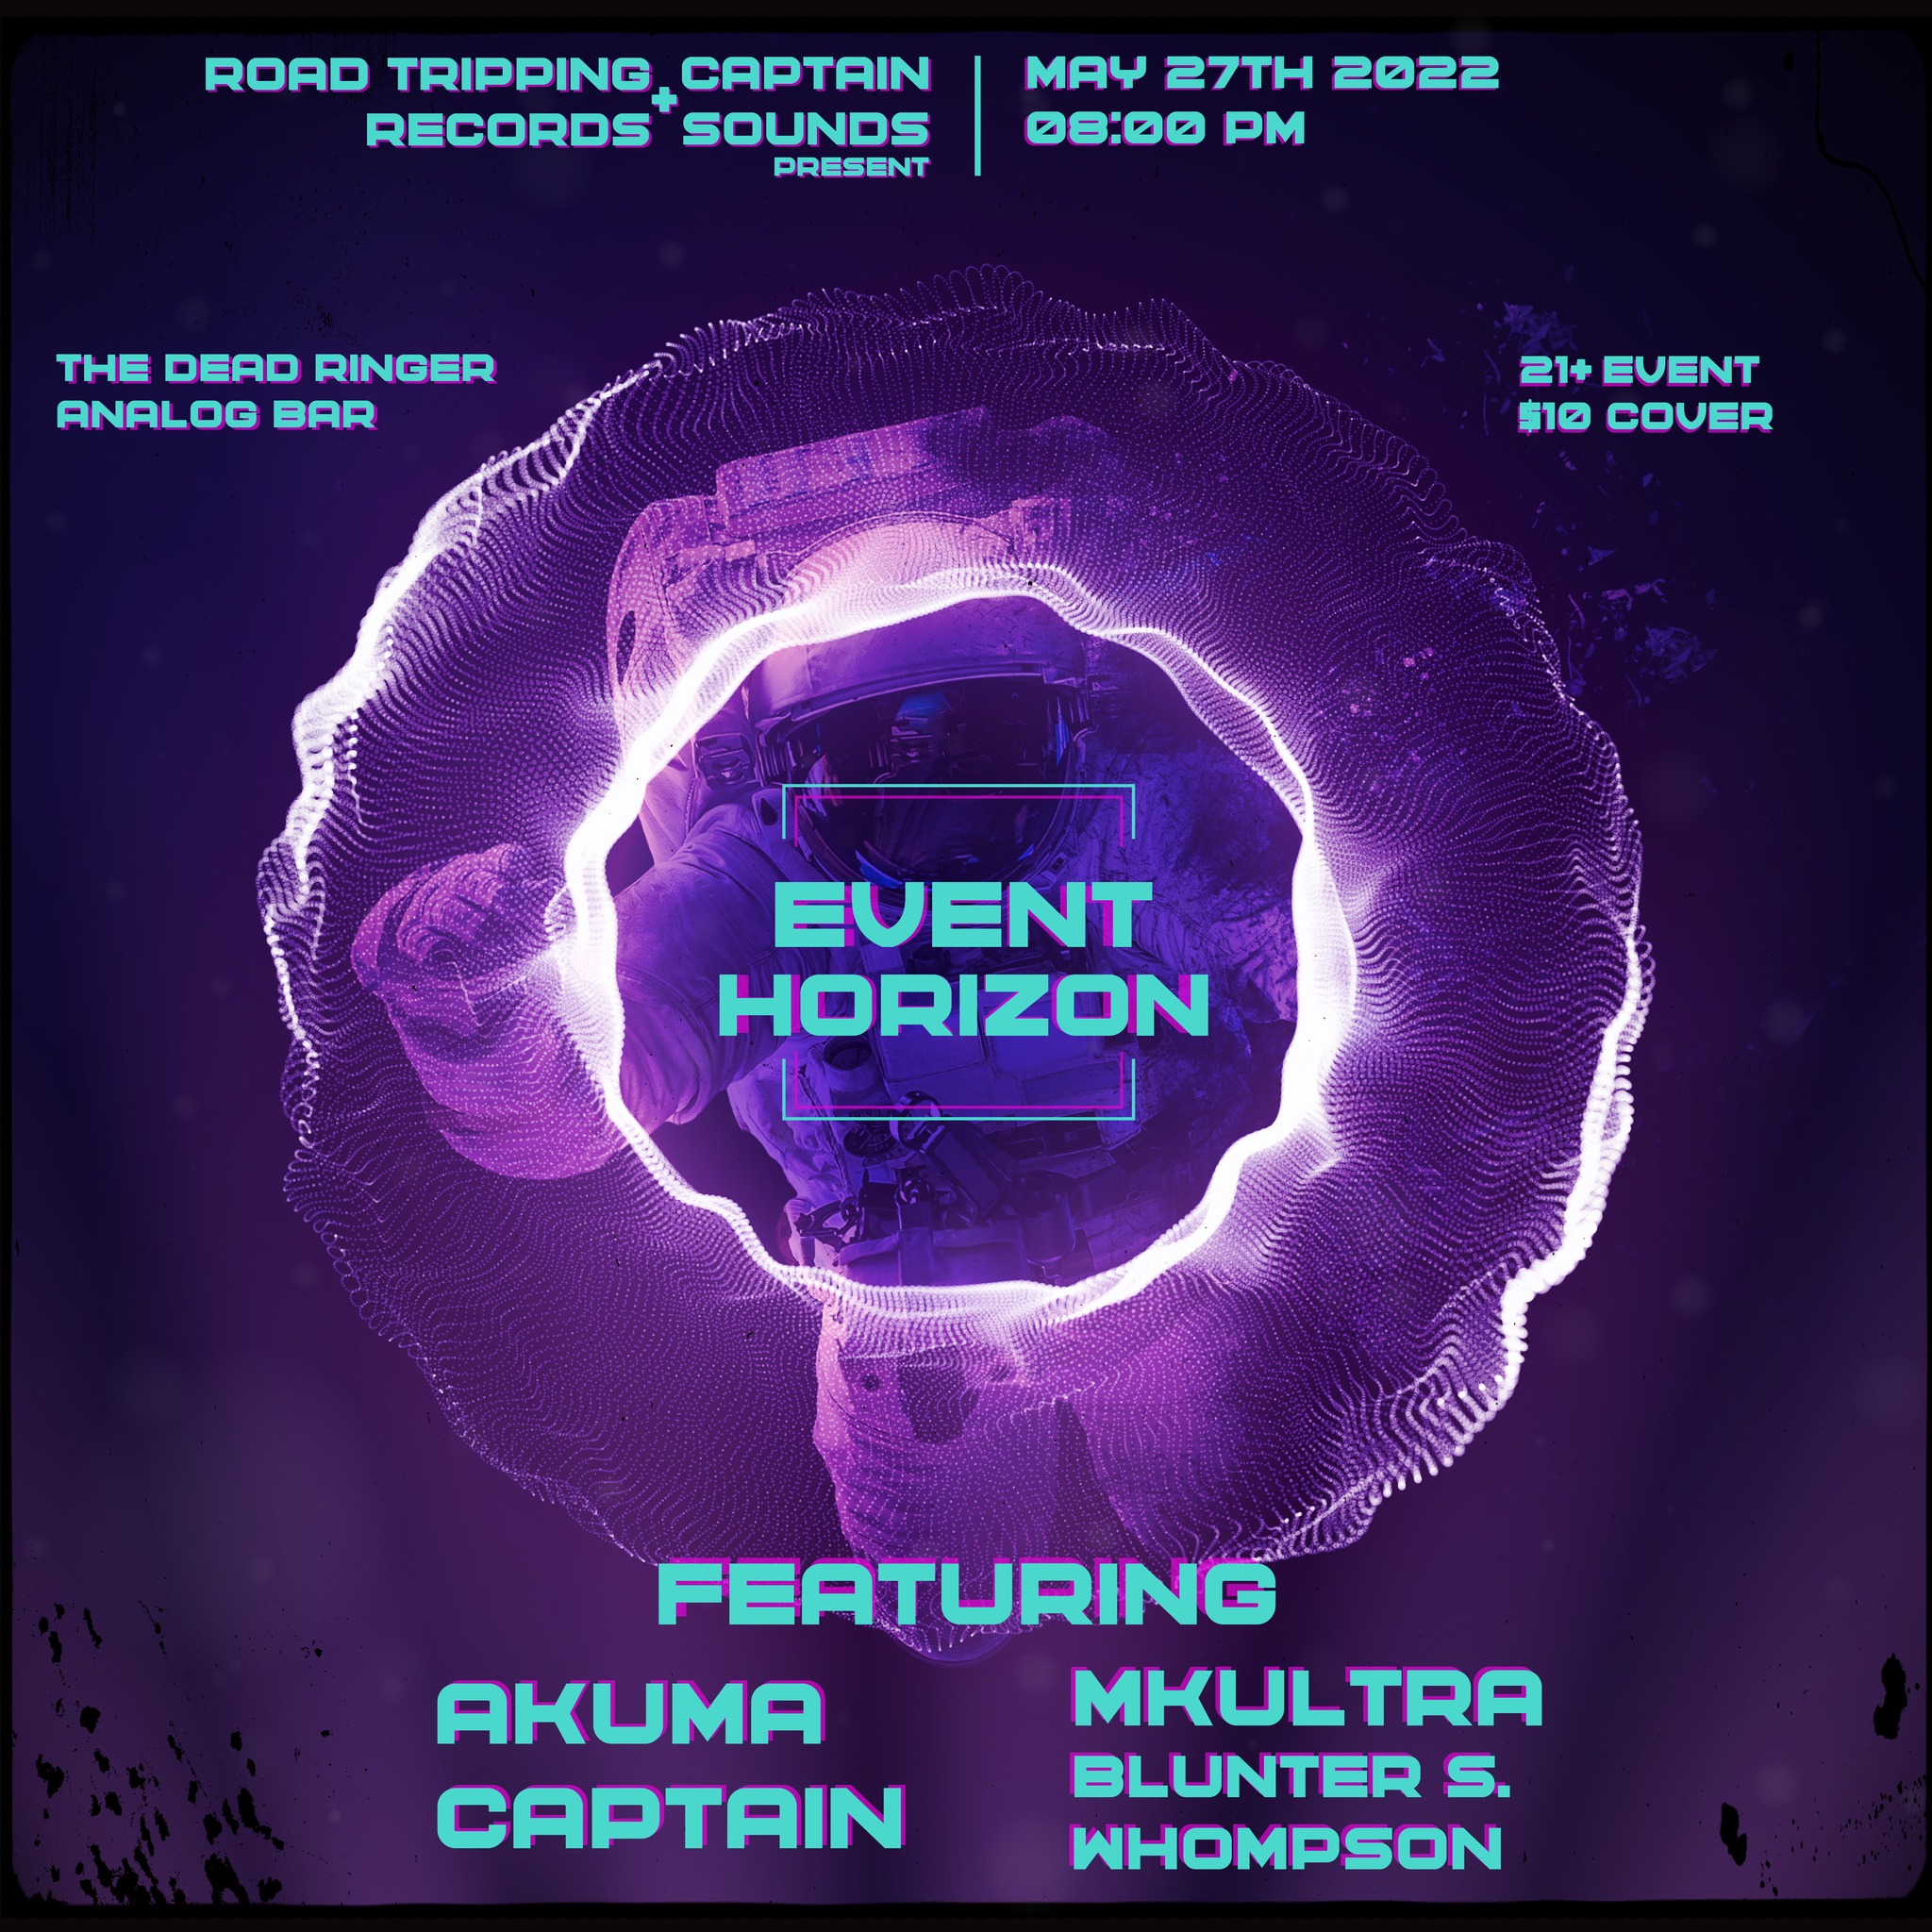 ROAD TRIPPING
RECORDS
+
CAPTAIN
SOUNDS
PRESENT
MAY 27TH 2022
08:00 PM
THE DEAD RINGER
ANALOG BAR
21+ EVENT
$10 COVER
EVENT
HORIZON
FEATURING
AKUMA
CAPTAIN
MKULTRA
BLUNTER S.
WHOMPSON